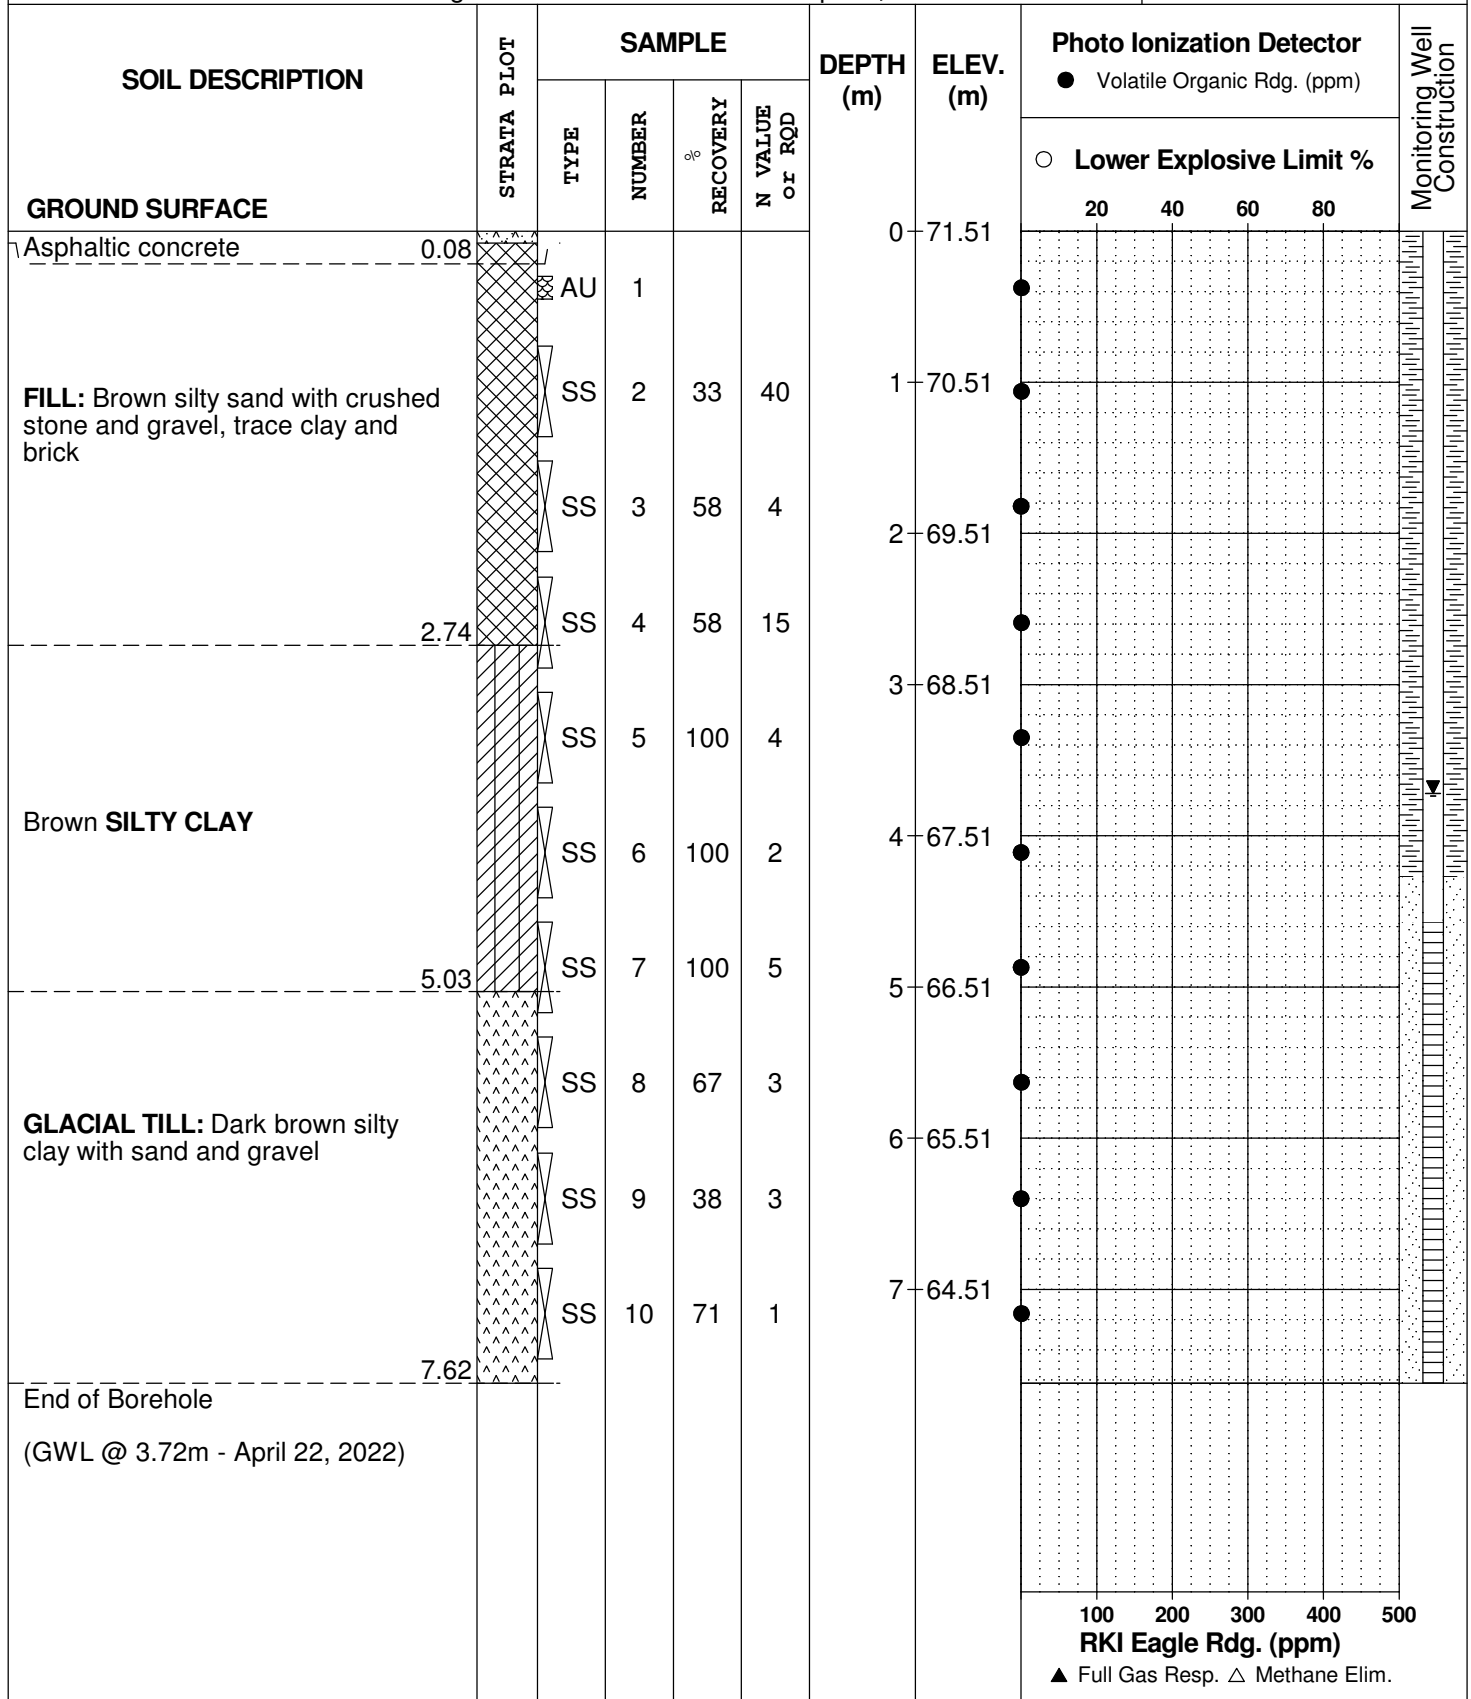 SOIL DESCRIPTION
GROUND SURFACE
STRATA PLOT
SAMPLE
TYPE
NUMBER
%
RECOVERY
N VALUE
or RQD
DEPTH
(m)
ELEV.
(m)
Photo Ionization Detector
● Volatile Organic Rdg. (ppm)
○ Lower Explosive Limit %
20 40 60 80
Monitoring Well
Construction
0 71.51
Asphaltic concrete 0.08
AU 1
FILL: Brown silty sand with crushed
stone and gravel, trace clay and
brick
SS 2 33 40
1 70.51
SS 3 58 4
2 69.51
SS 4 58 15
2.74
3 68.51
SS 5 100 4
Brown SILTY CLAY
4 67.51
SS 6 100 2
SS 7 100 5
5.03
5 66.51
SS 8 67 3
GLACIAL TILL: Dark brown silty
clay with sand and gravel
6 65.51
SS 9 38 3
7 64.51
SS 10 71 1
7.62
End of Borehole
(GWL @ 3.72m - April 22, 2022)
100 200 300 400 500
RKI Eagle Rdg. (ppm)
▲ Full Gas Resp. △ Methane Elim.